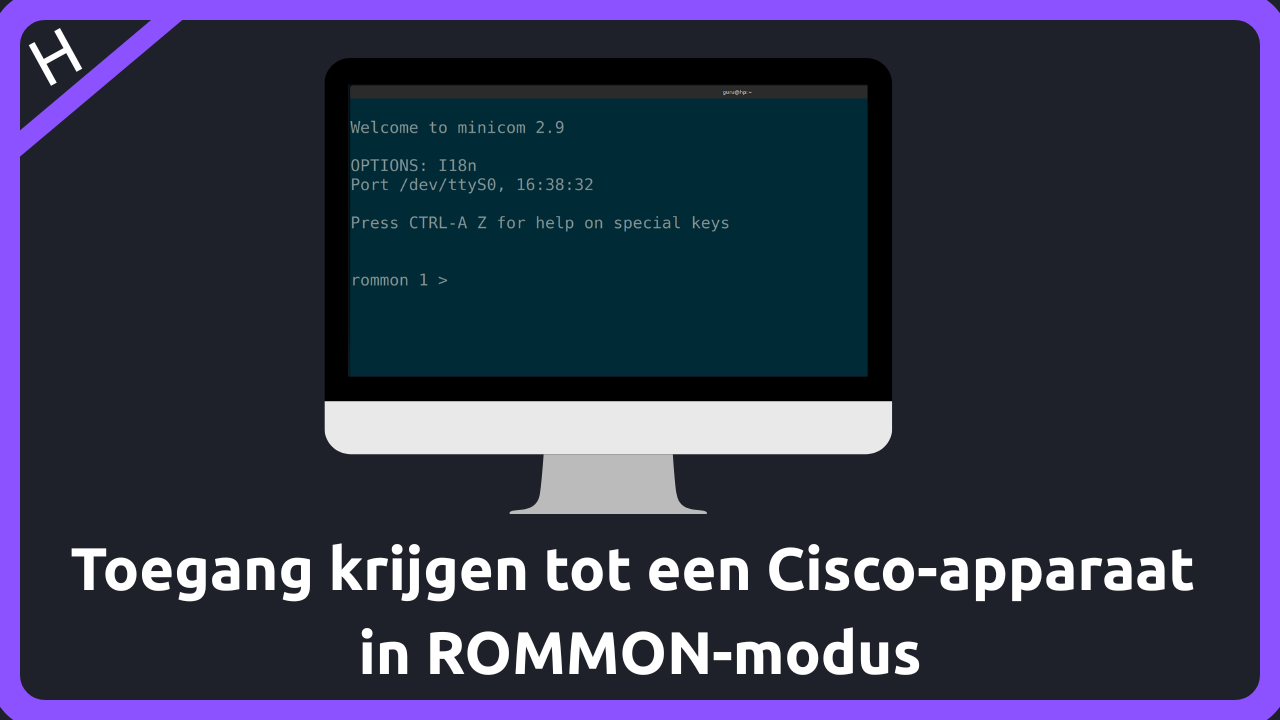 H
guru@hp:~
Welcome to minicom 2.9
OPTIONS: I18n
Port /dev/ttyS0, 16:38:32
Press CTRL-A Z for help on special keys
rommon 1 >
Toegang krijgen tot een Cisco-apparaat
in ROMMON-modus